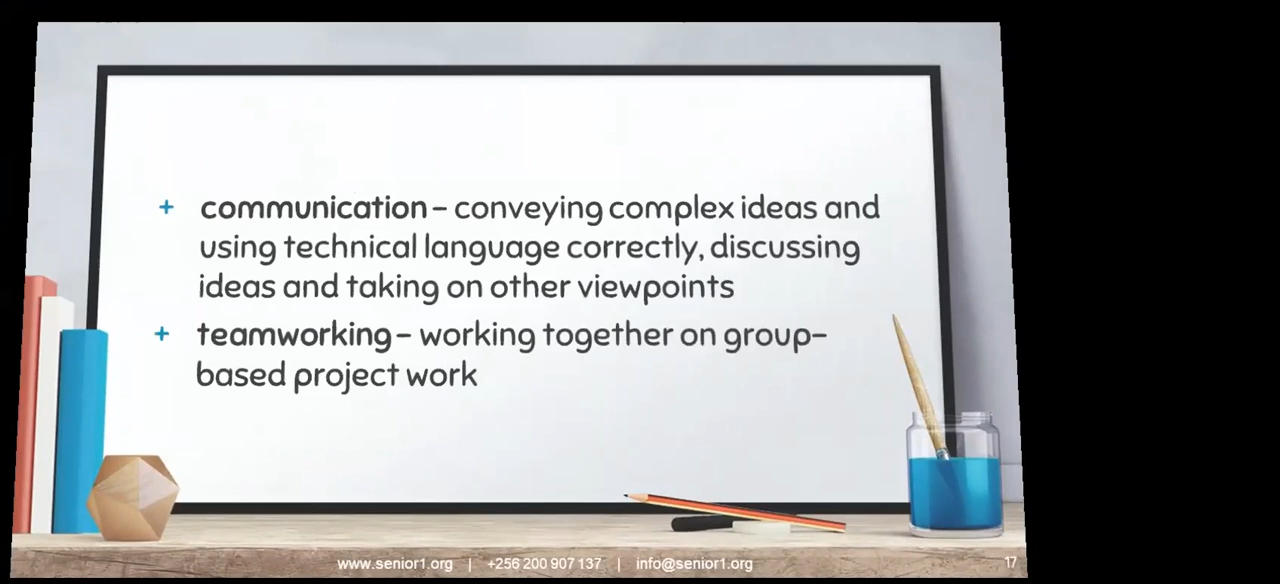 + communication – conveying complex ideas and
using technical language correctly, discussing
ideas and taking on other viewpoints
+ teamworking – working together on group-
based project work
www.senior1.org | +256 200 907 137 | info@senior1.org
17